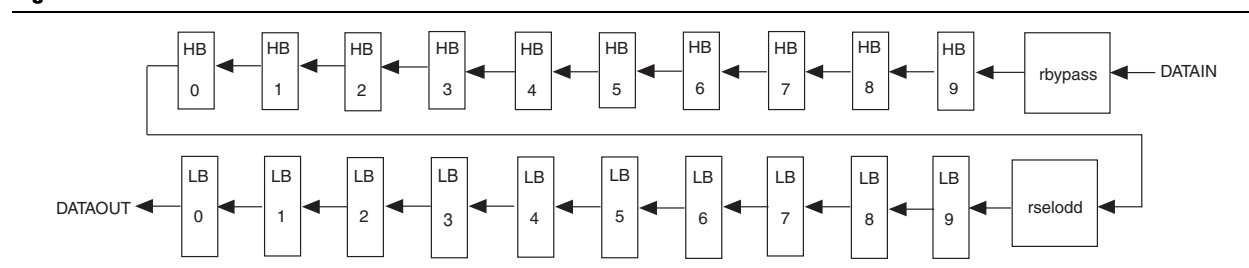 HB HB HB HB HB HB HB HB HB HB
0 1 2 3 4 5 6 7 8 9 rbypass DATAIN
LB LB LB LB LB LB LB LB LB LB
DATAOUT 0 1 2 3 4 5 6 7 8 9 rselodd